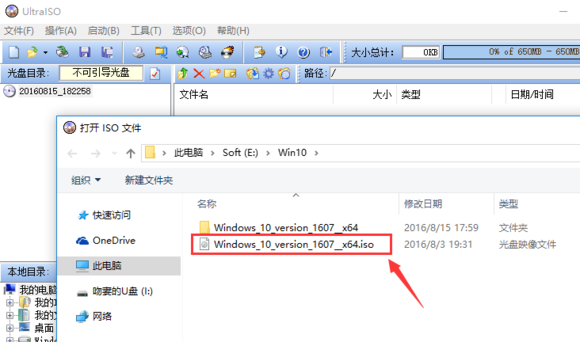 UltraISO
文件(F) 操作(A) 启动(B) 工具(T) 选项(O) 帮助(H)
大小总计: 0KB 0% of 650MB - 650MB
光盘目录: 不可引导光盘 路径: /
20160815_182258 文件名 大小 类型 日期/时间
打开 ISO 文件
此电脑 > Soft (E:) > Win10 >
组织 新建文件夹
名称 修改日期 类型
快速访问
Windows_10_version_1607__x64 2016/8/15 17:59 文件夹
OneDrive
Windows_10_version_1607__x64.iso 2016/8/3 19:31 光盘映像文件
此电脑
吻妻的U盘 (I:)
网络
本地目录:
我的电脑
我的
我的
桌面